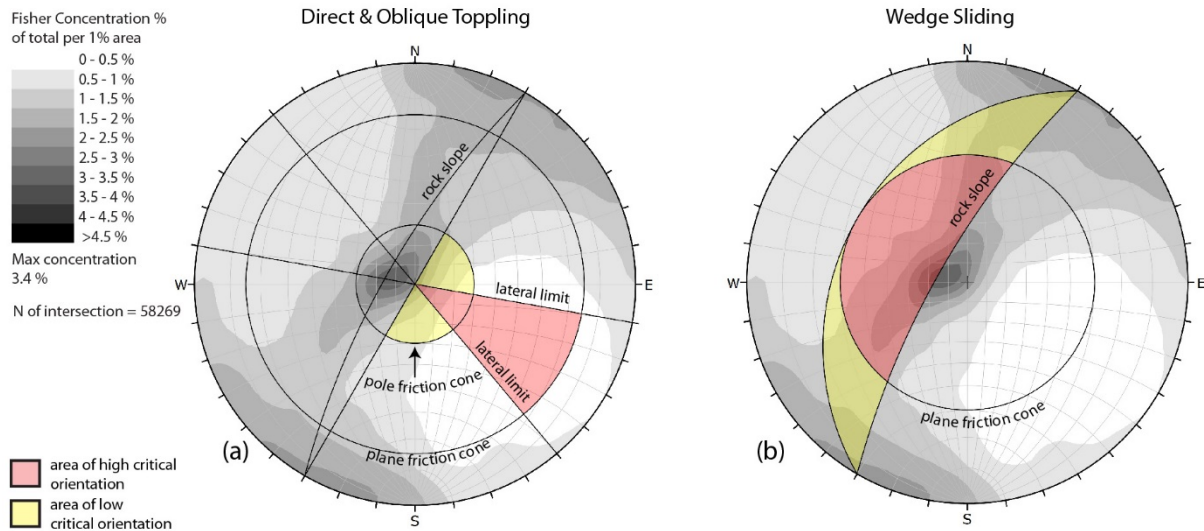 Fisher Concentration %
of total per 1% area
0 - 0.5 %
0.5 - 1 %
1 - 1.5 %
1.5 - 2 %
2 - 2.5 %
2.5 - 3 %
3 - 3.5 %
3.5 - 4 %
4 - 4.5 %
>4.5 %
Max concentration
3.4 %
N of intersection = 58269
area of high critical
orientation
area of low
critical orientation
Direct & Oblique Toppling
N
W
E
S
rock slope
lateral limit
lateral limit
pole friction cone
plane friction cone
(a)
Wedge Sliding
N
W
E
S
rock slope
plane friction cone
(b)